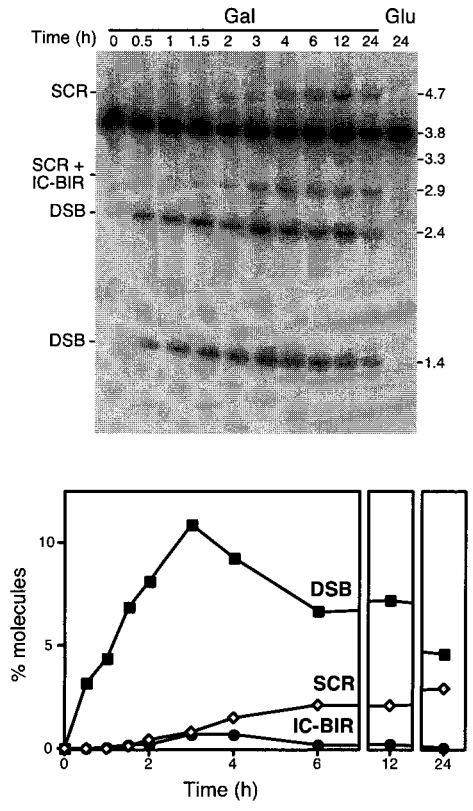 Gal Glu
Time (h) 0 0.5 1 1.5 2 3 4 6 12 24 24
SCR 4.7
3.8
3.3
SCR +
IC-BIR 2.9
DSB 2.4
DSB 1.4
% molecules
10
5
0
DSB
SCR
IC-BIR
0 2 4 6 12 24
Time (h)